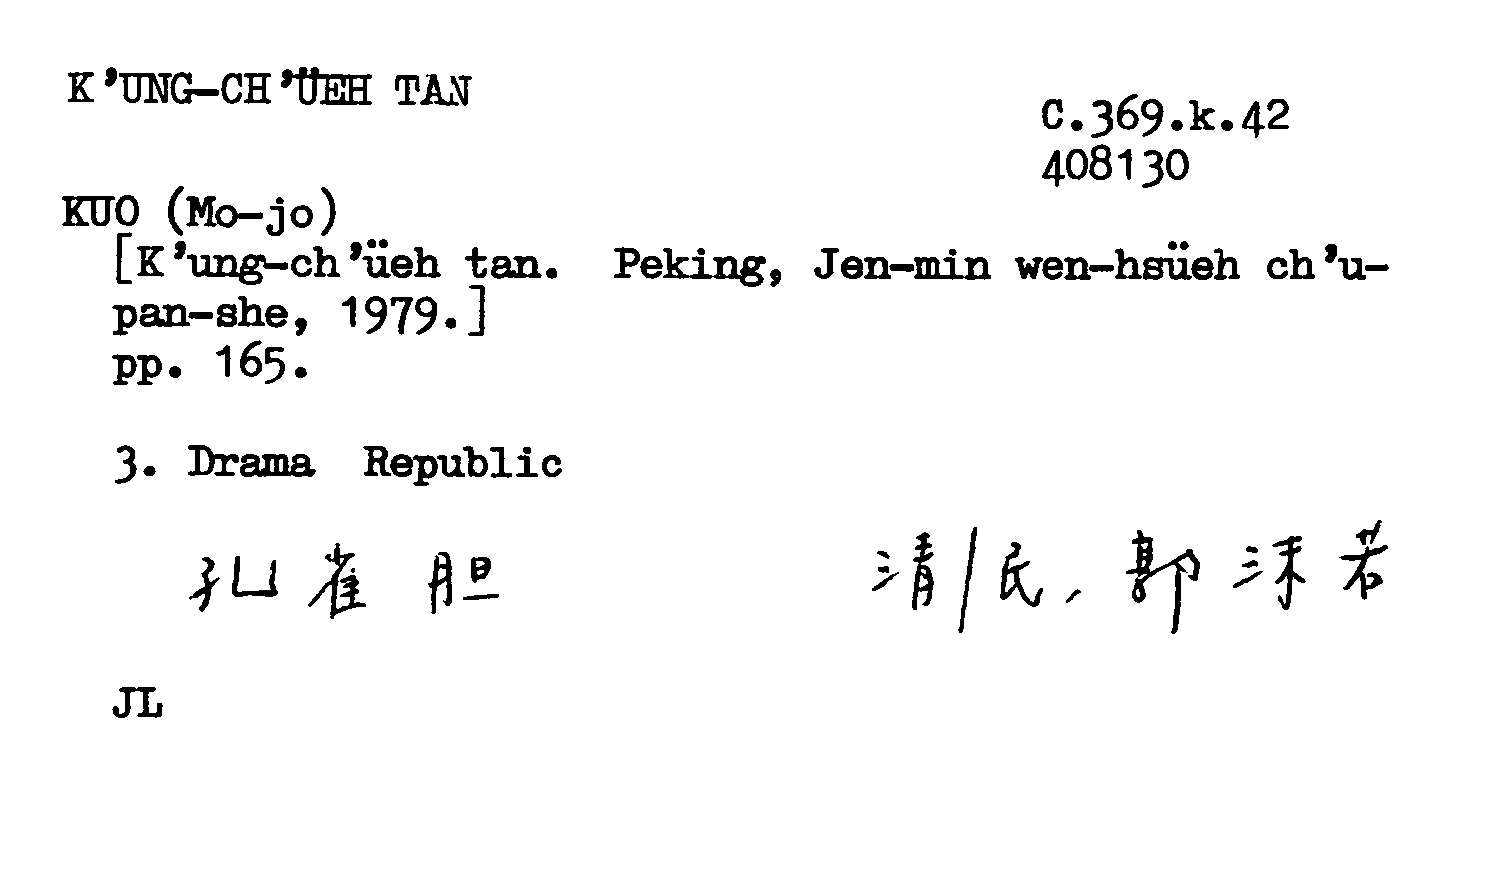 K'UNG-CH'ÜEH TAN
C.369.k.42
408130
KUO (Mo-jo)
[K'ung-ch'üeh tan. Peking, Jen-min wen-hsüeh ch'u-
pan-she, 1979.]
pp. 165.
3. Drama Republic
孔雀胆
清/民, 郭沫若
JL